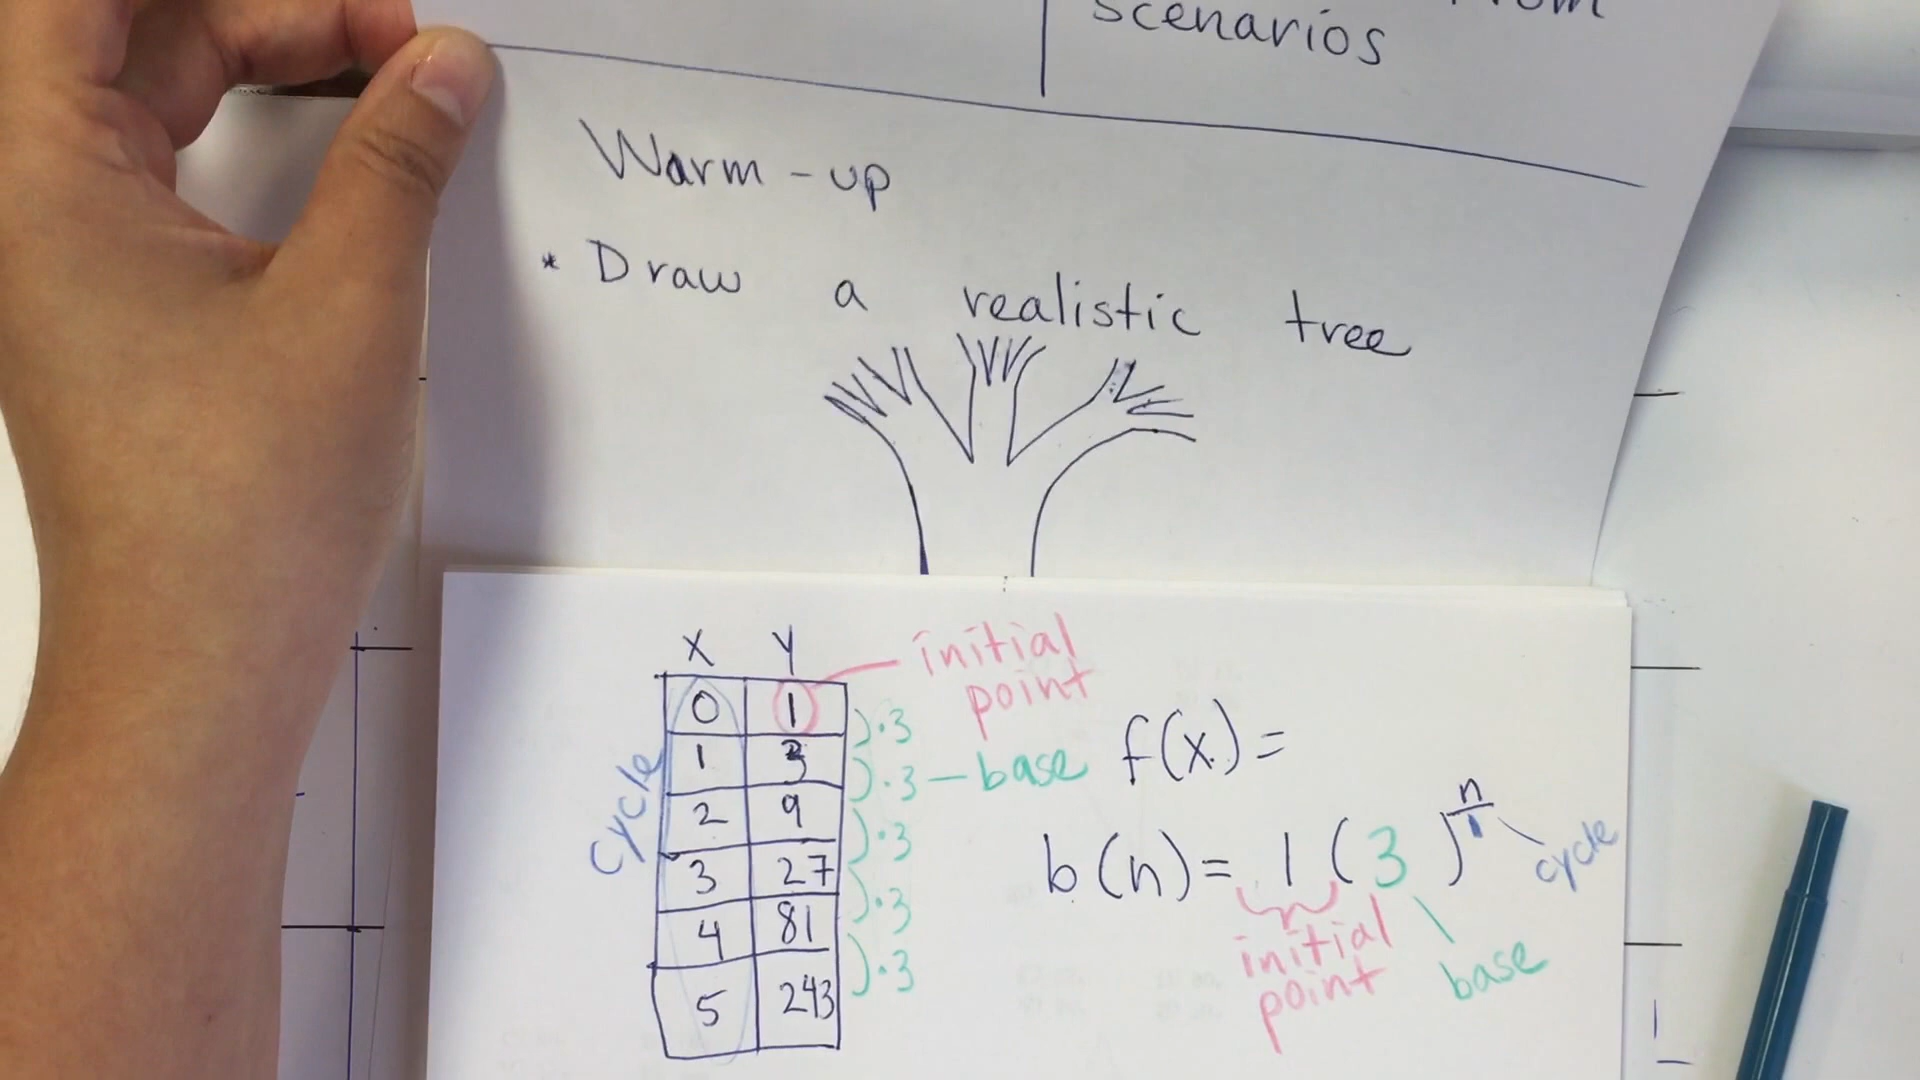 scenarios
Warm-up
* Draw a realistic tree
X Y
initial
point
0 1
·3
1 3
·3 — base
2 9
·3
3 27
·3
4 81
·3
5 243
cycle
f(x) =
b(n) = 1 (3)^(n/1)
cycle
initial
point
base